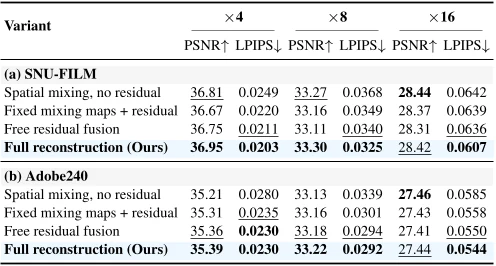 Variant ×4 ×8 ×16
PSNR↑ LPIPS↓ PSNR↑ LPIPS↓ PSNR↑ LPIPS↓
(a) SNU-FILM
Spatial mixing, no residual 36.81 0.0249 33.27 0.0368 28.44 0.0642
Fixed mixing maps + residual 36.67 0.0220 33.16 0.0349 28.37 0.0639
Free residual fusion 36.75 0.0211 33.11 0.0340 28.31 0.0636
Full reconstruction (Ours) 36.95 0.0203 33.30 0.0325 28.42 0.0607
(b) Adobe240
Spatial mixing, no residual 35.21 0.0280 33.13 0.0339 27.46 0.0585
Fixed mixing maps + residual 35.31 0.0235 33.16 0.0301 27.43 0.0558
Free residual fusion 35.36 0.0230 33.18 0.0294 27.41 0.0550
Full reconstruction (Ours) 35.39 0.0230 33.22 0.0292 27.44 0.0544